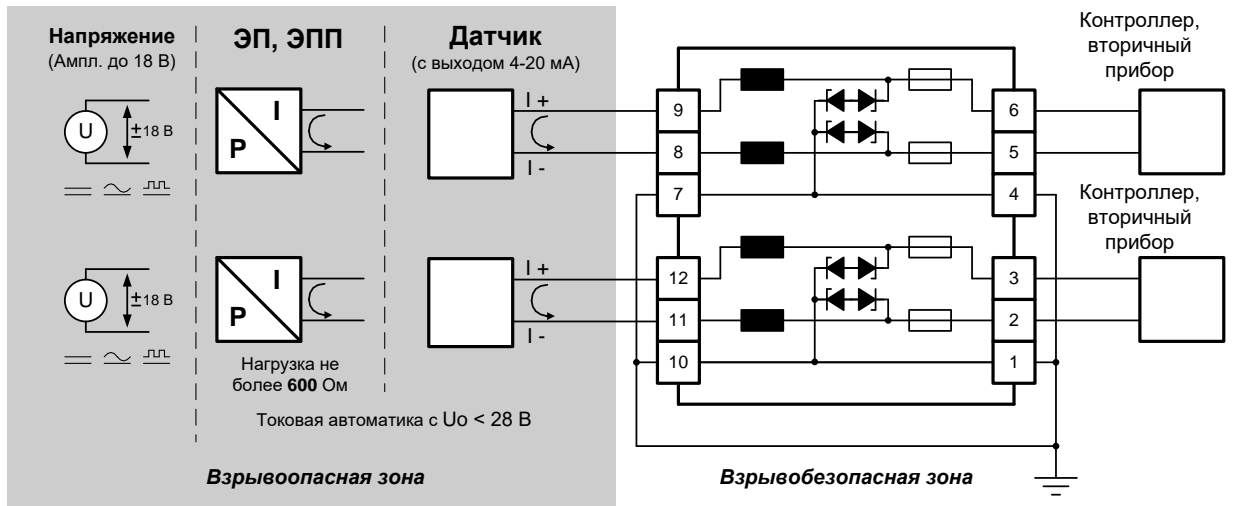 Напряжение
(Ампл. до 18 В)
ЭП, ЭПП
Датчик
(с выходом 4-20 мА)
Контроллер,
вторичный
прибор
U
±18 В
I
P
I +
I -
9
8
7
6
5
4
Контроллер,
вторичный
прибор
U
±18 В
I
P
I +
I -
12
11
10
3
2
1
Нагрузка не
более 600 Ом
Токовая автоматика с Uo < 28 В
Взрывоопасная зона
Взрывобезопасная зона